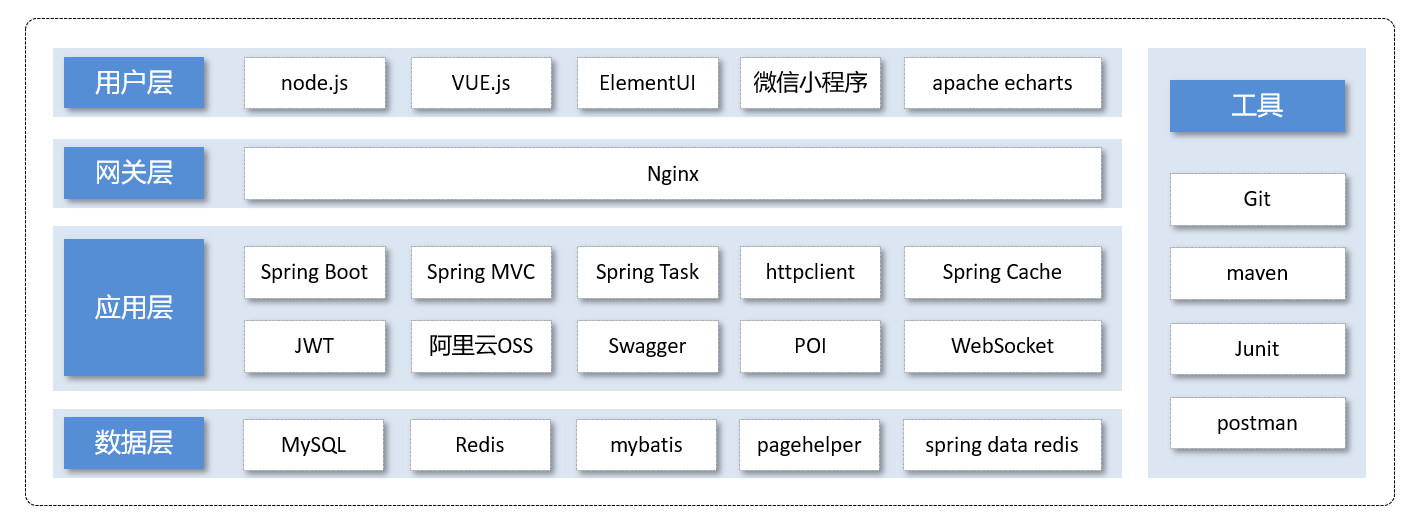 用户层
node.js
VUE.js
ElementUI
微信小程序
apache echarts
网关层
Nginx
应用层
Spring Boot
Spring MVC
Spring Task
httpclient
Spring Cache
JWT
阿里云OSS
Swagger
POI
WebSocket
数据层
MySQL
Redis
mybatis
pagehelper
spring data redis
工具
Git
maven
Junit
postman